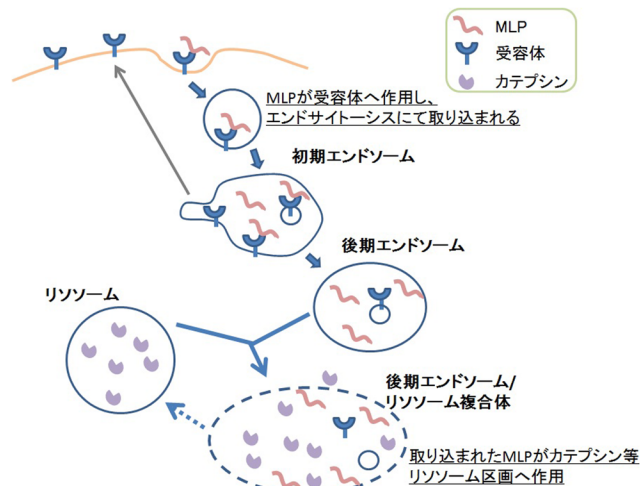 MLP
受容体
カテプシン
MLPが受容体へ作用し、
エンドサイトーシスにて取り込まれる
初期エンドソーム
後期エンドソーム
リソソーム
後期エンドソーム/
リソソーム複合体
取り込まれたMLPがカテプシン等
リソソーム区画へ作用